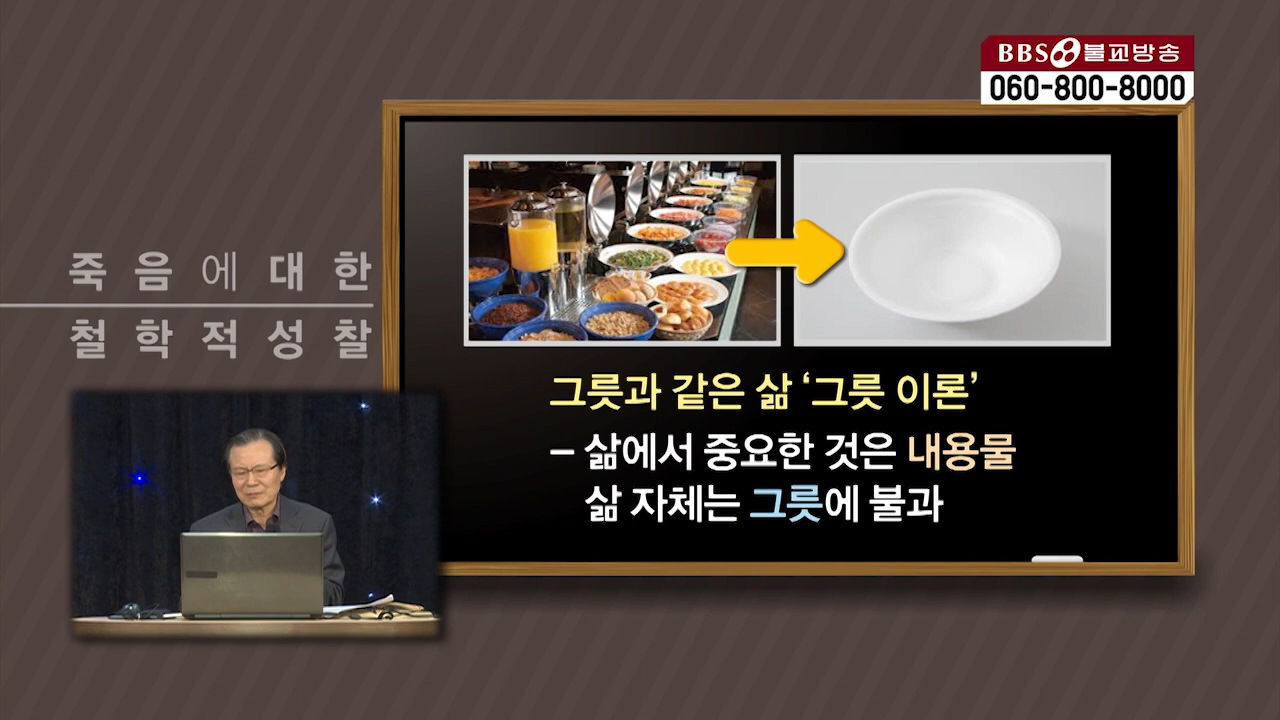 BBS 불교방송
060-800-8000
죽음에 대한
철학적성찰
그릇과 같은 삶 ‘그릇 이론’
- 삶에서 중요한 것은 내용물
삶 자체는 그릇에 불과